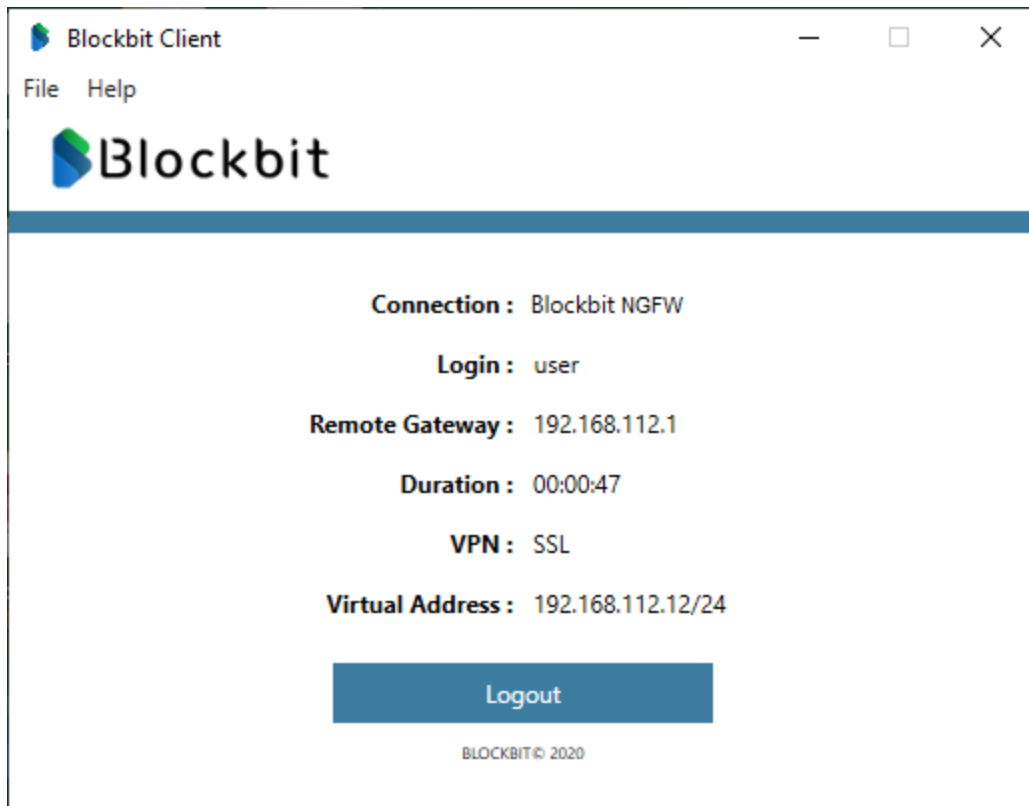 Blockbit Client
File Help
Blockbit
Connection : Blockbit NGFW
Login : user
Remote Gateway : 192.168.112.1
Duration : 00:00:47
VPN : SSL
Virtual Address : 192.168.112.12/24
Logout
BLOCKBIT© 2020